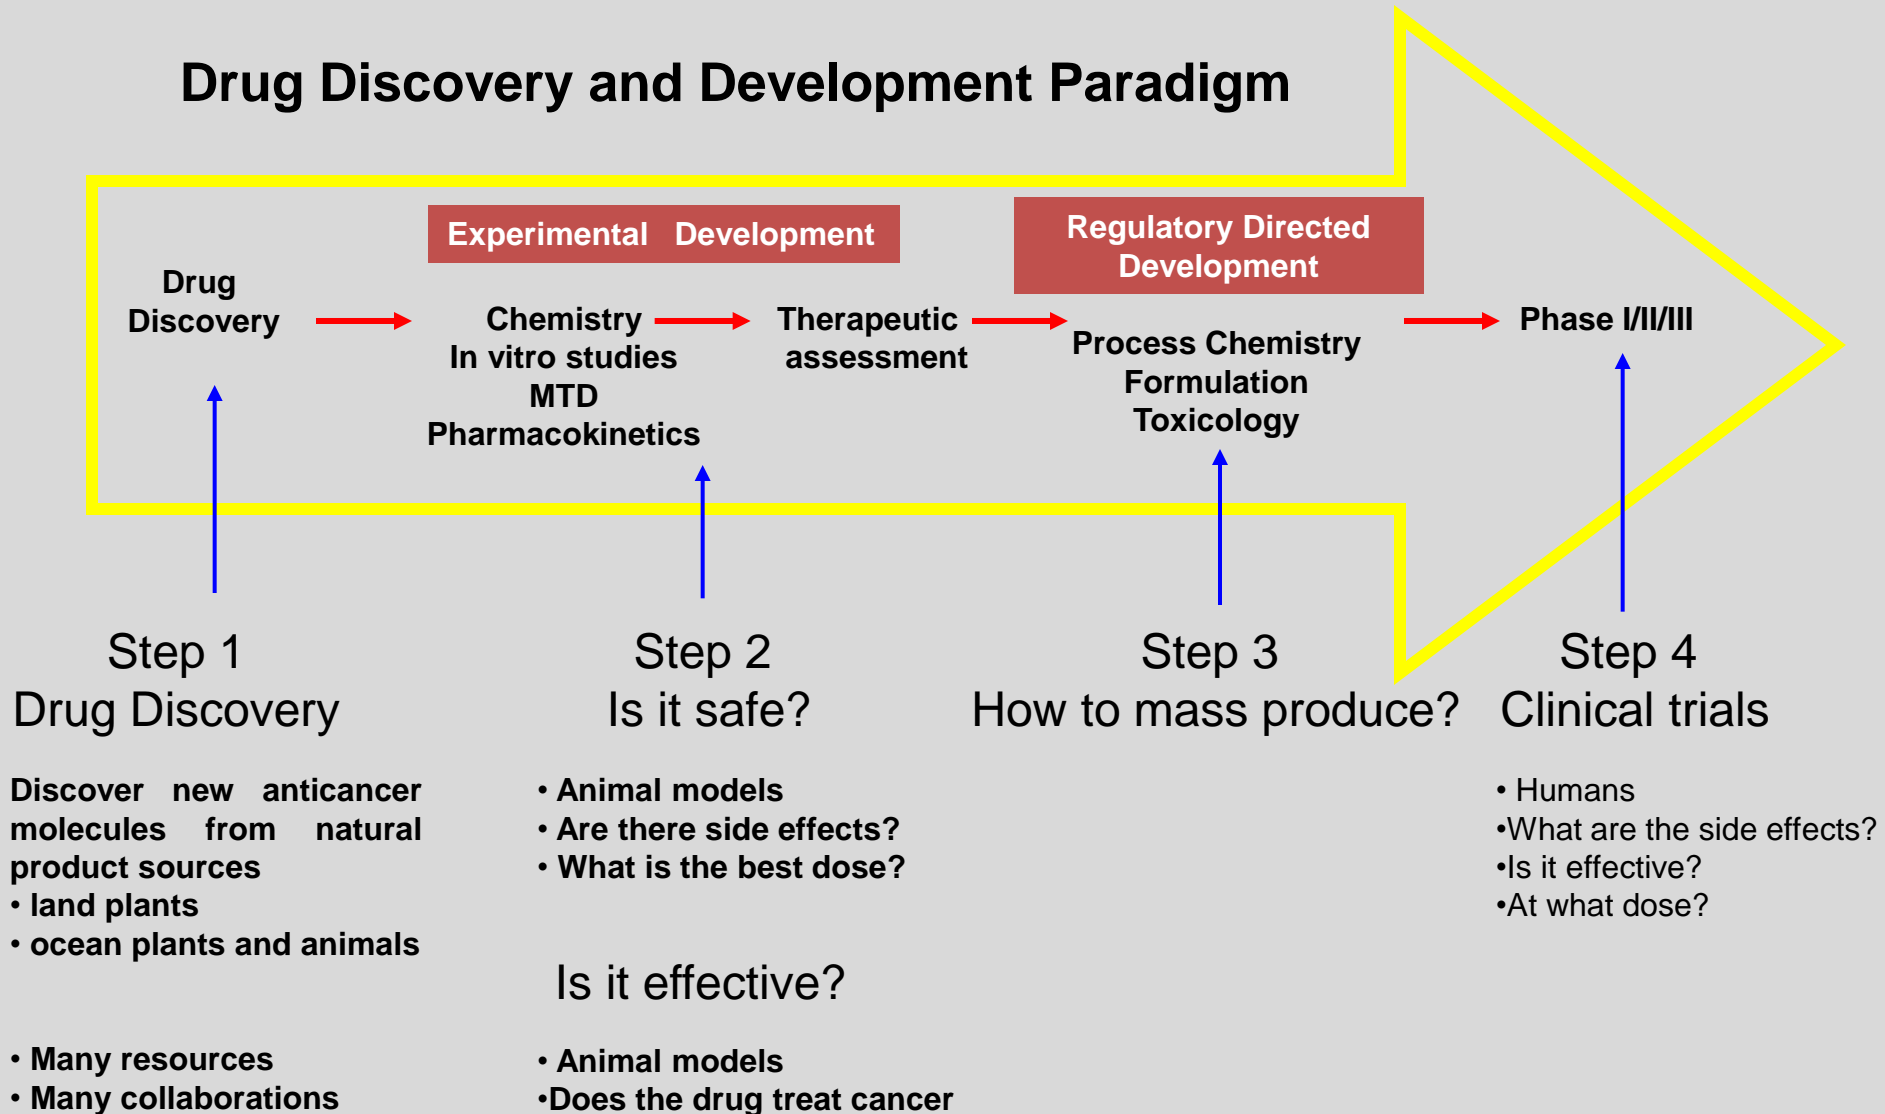 Drug Discovery and Development Paradigm
Experimental Development
Regulatory Directed
Development
Drug
Discovery
Chemistry
In vitro studies
MTD
Pharmacokinetics
Therapeutic
assessment
Process Chemistry
Formulation
Toxicology
Phase I/II/III
Step 1
Drug Discovery
Discover new anticancer
molecules from natural
product sources
• land plants
• ocean plants and animals
• Many resources
• Many collaborations
Step 2
Is it safe?
• Animal models
• Are there side effects?
• What is the best dose?
Is it effective?
• Animal models
•Does the drug treat cancer
Step 3
How to mass produce?
Step 4
Clinical trials
• Humans
•What are the side effects?
•Is it effective?
•At what dose?